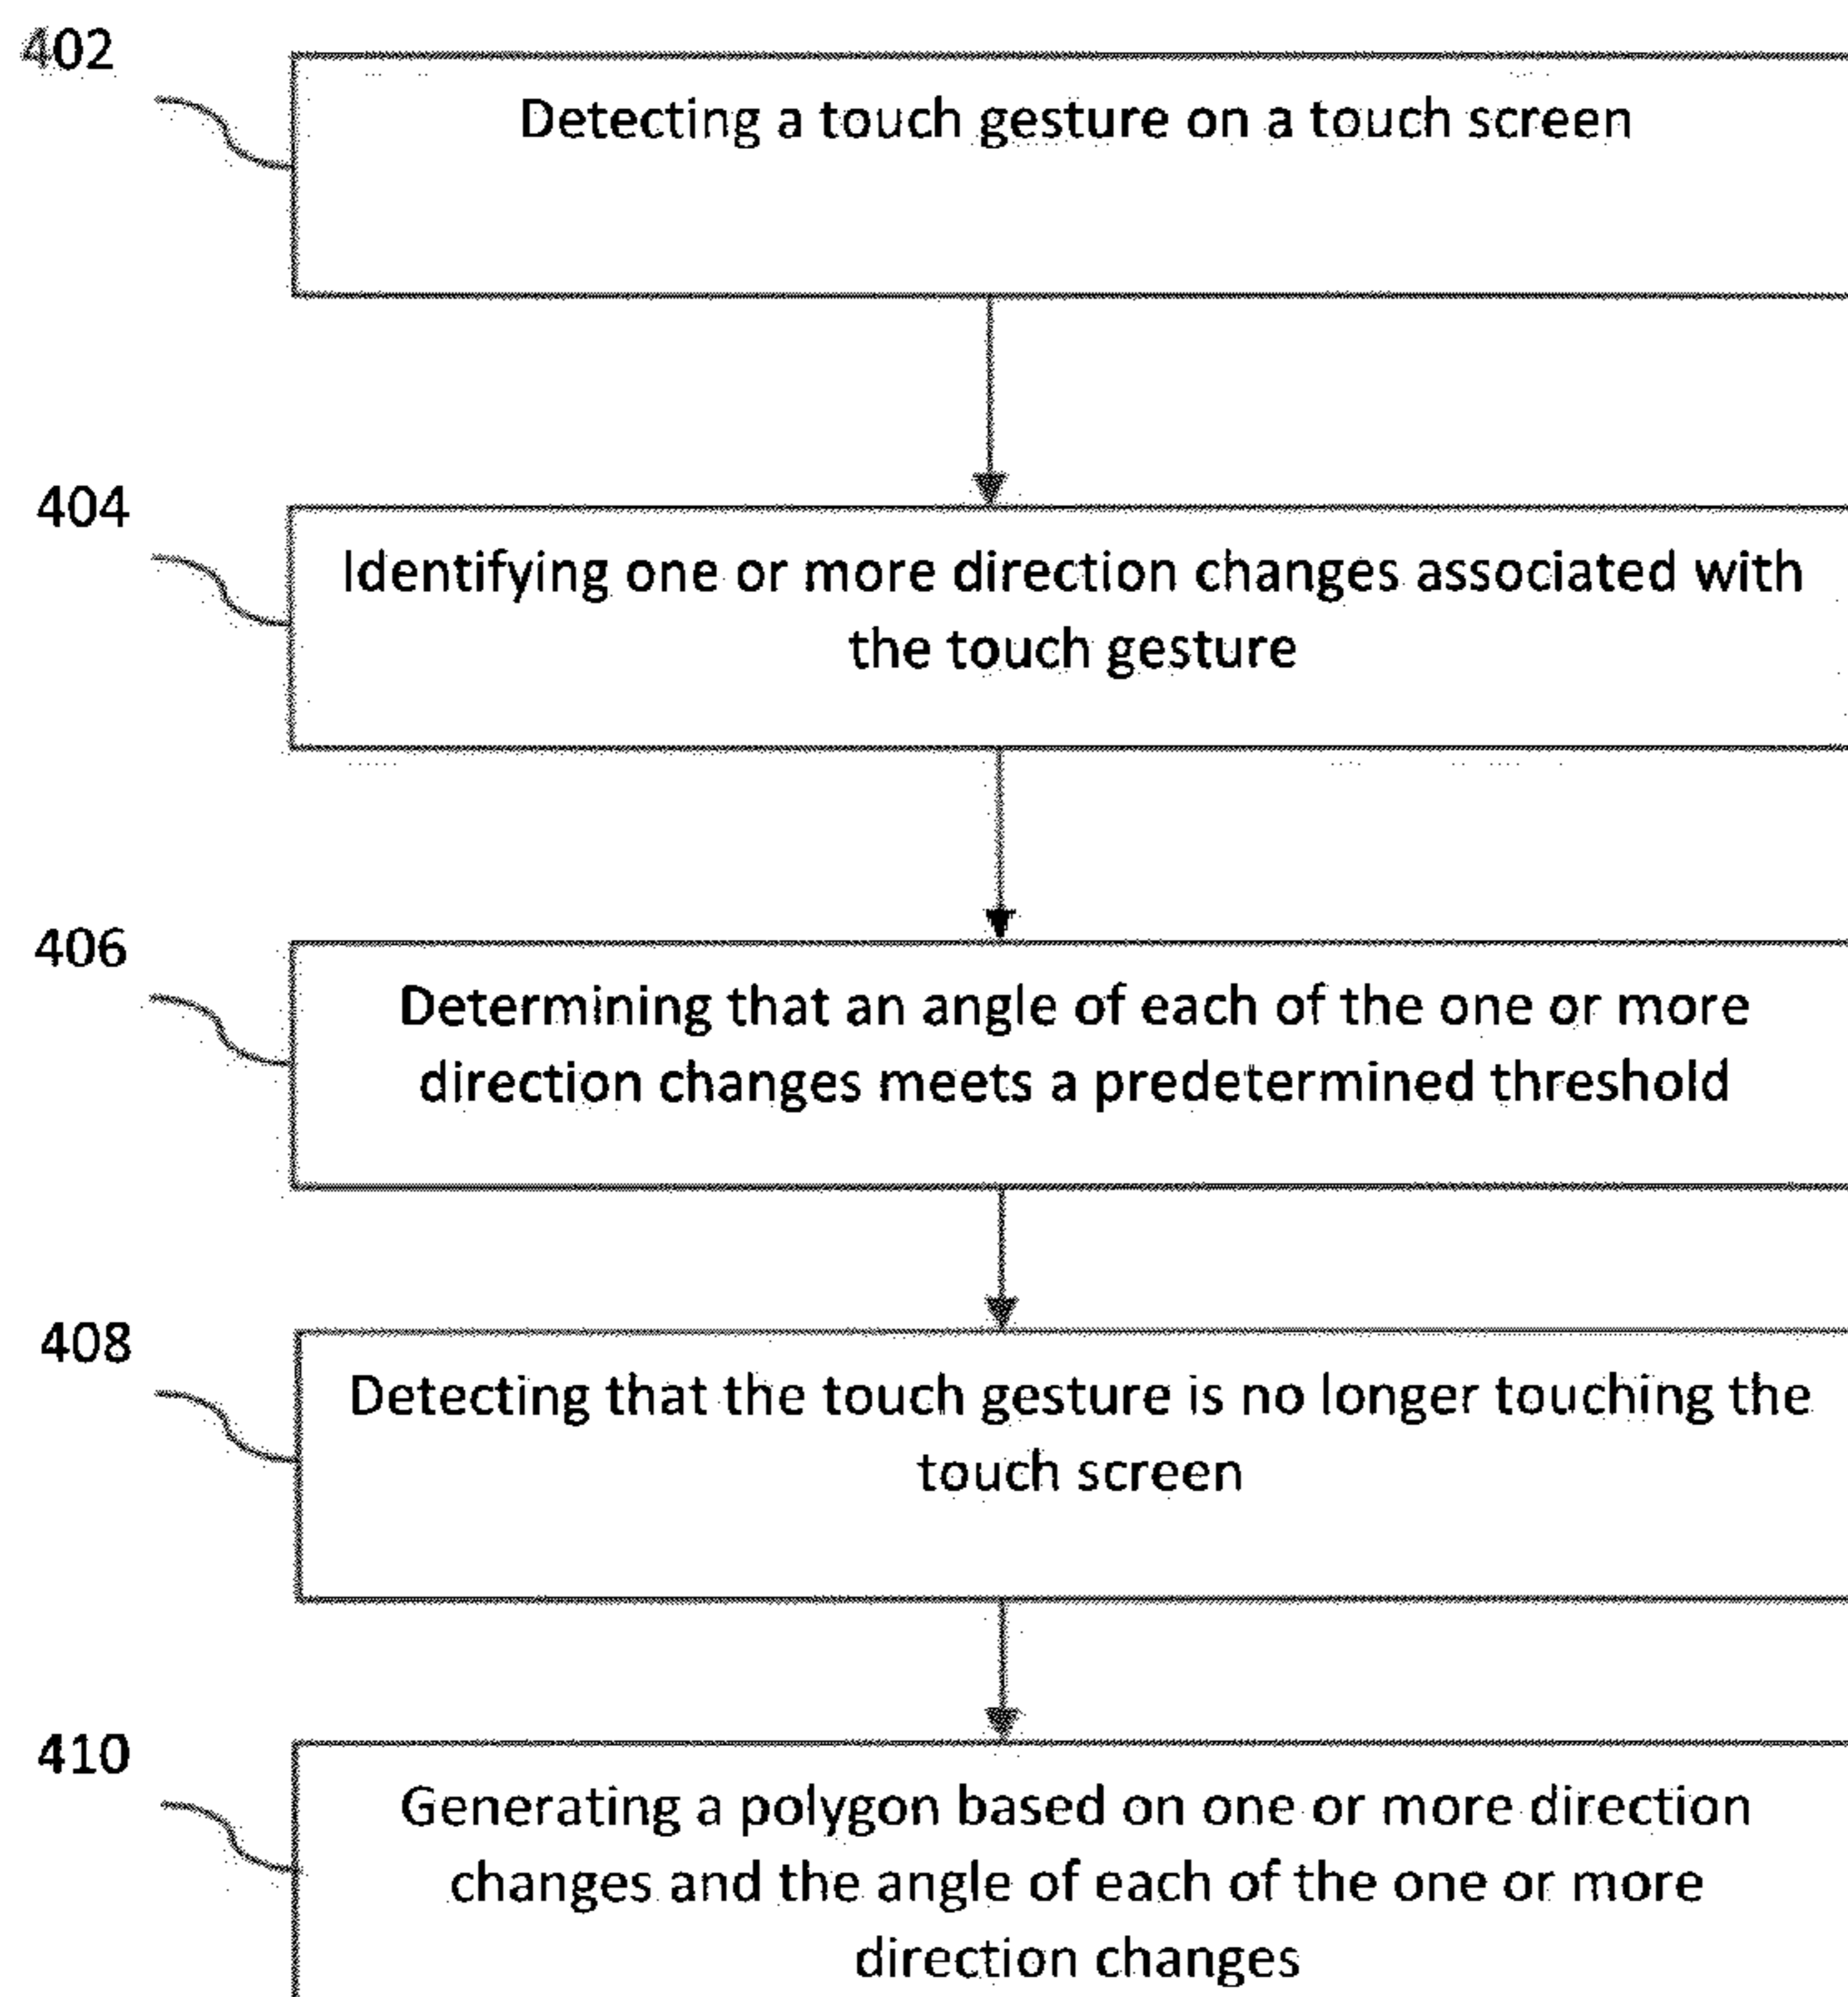 402
Detecting a touch gesture on a touch screen
404
Identifying one or more direction changes associated with
the touch gesture
406
Determining that an angle of each of the one or more
direction changes meets a predetermined threshold
408
Detecting that the touch gesture is no longer touching the
touch screen
410
Generating a polygon based on one or more direction
changes and the angle of each of the one or more
direction changes